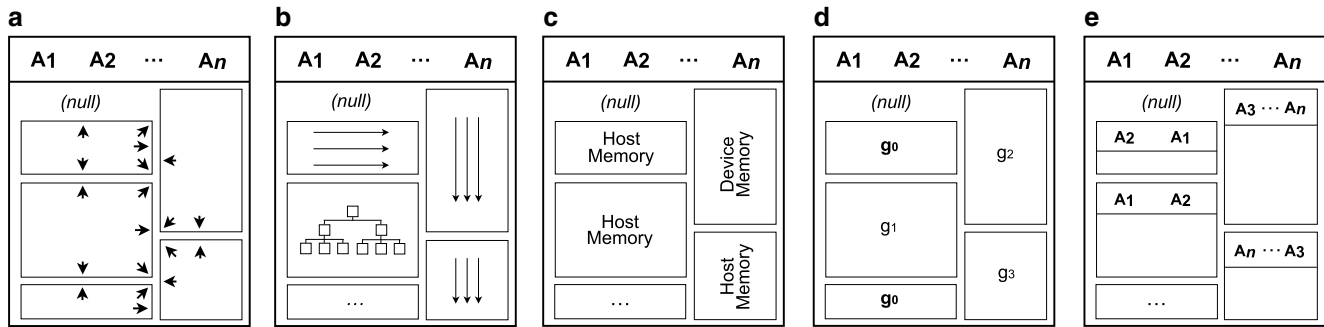 a
A1 A2 ⋯ An
(null)
b
A1 A2 ⋯ An
(null)
...
c
A1 A2 ⋯ An
(null)
Host
Memory
Host
Memory
...
Device
Memory
Host
Memory
d
A1 A2 ⋯ An
(null)
g0
g1
g0
g2
g3
e
A1 A2 ⋯ An
(null)
A2 A1
A1 A2
...
A3 ⋯ An
An ⋯ A3